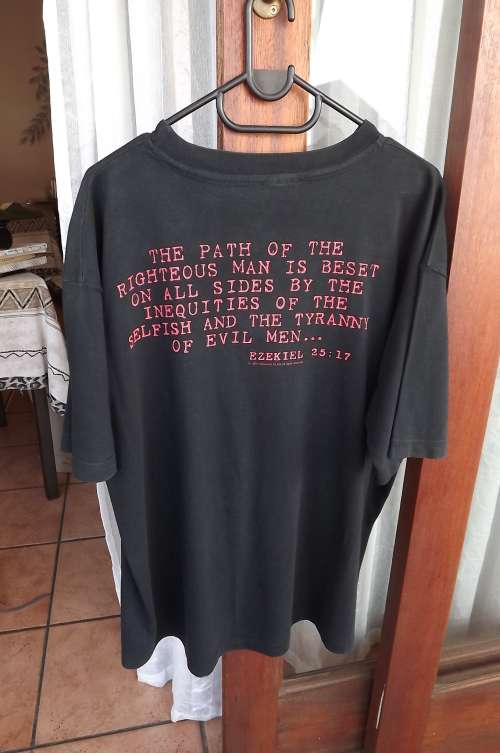 THE PATH OF THE
RIGHTEOUS MAN IS BESET
ON ALL SIDES BY THE
INEQUITIES OF THE
SELFISH AND THE TYRANNY
OF EVIL MEN...
EZEKIEL 25:17